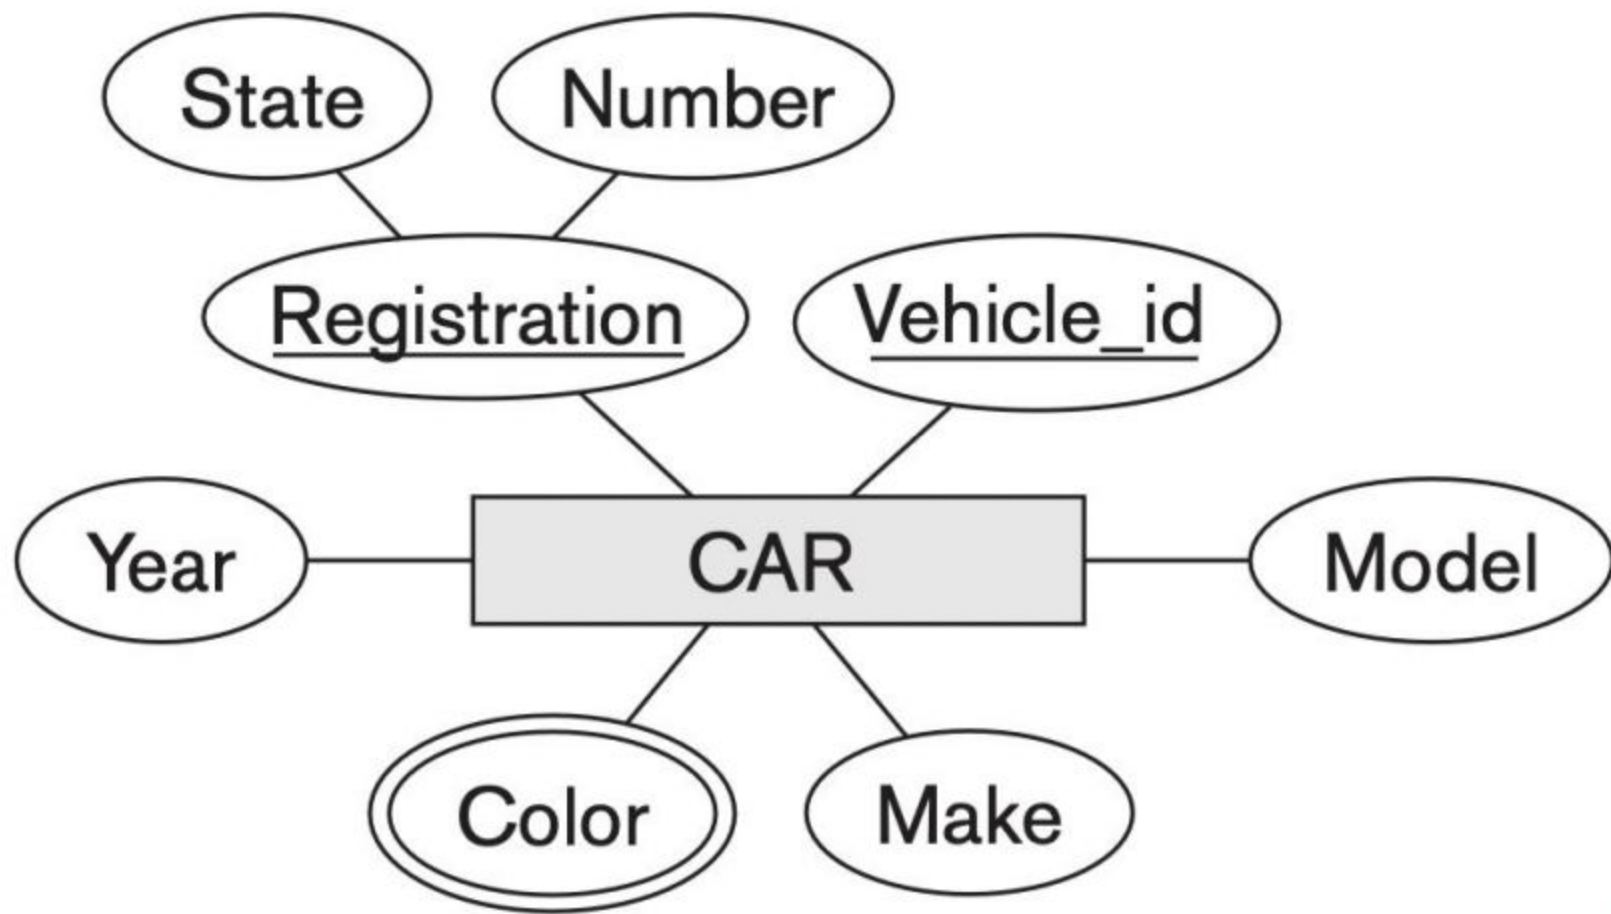 State
Number
Registration
Vehicle_id
Year
CAR
Model
Color
Make